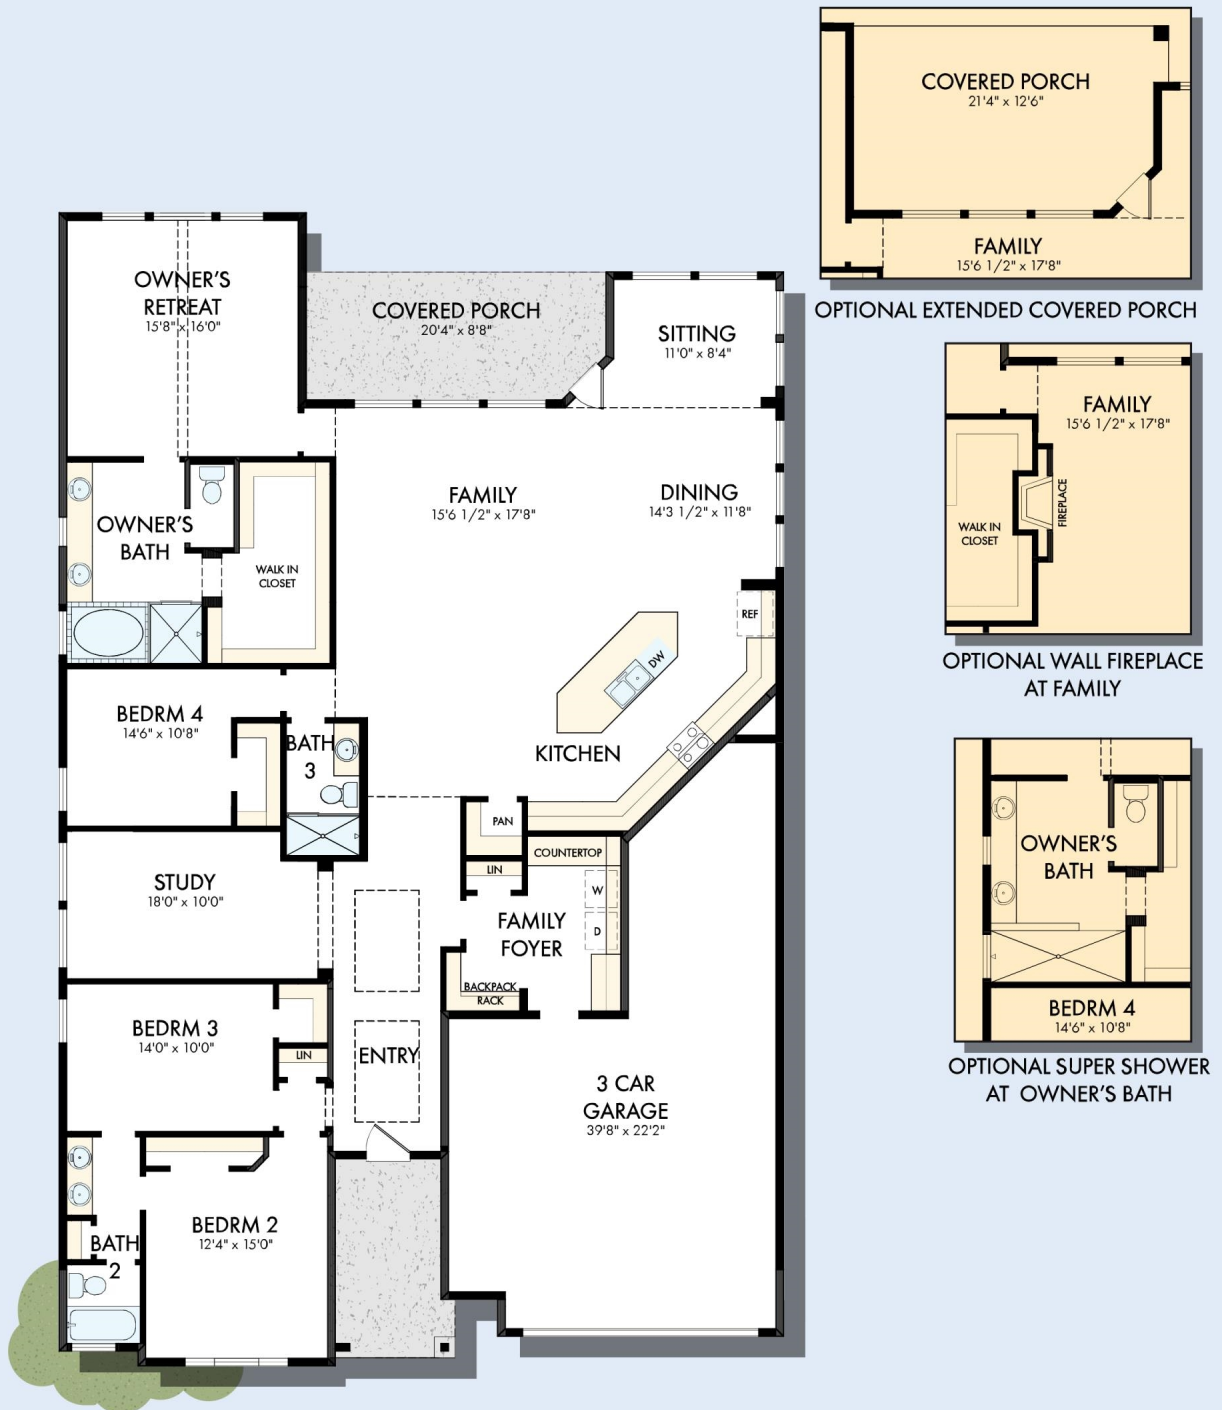 COVERED PORCH
21'4" x 12'6"
FAMILY
15'6 1/2" x 17'8"
OPTIONAL EXTENDED COVERED PORCH
OWNER'S
RETREAT
15'8" x 16'0"
COVERED PORCH
20'4" x 8'8"
SITTING
11'0" x 8'4"
FAMILY
15'6 1/2" x 17'8"
WALK IN
CLOSET
FIREPLACE
OPTIONAL WALL FIREPLACE
AT FAMILY
FAMILY
15'6 1/2" x 17'8"
DINING
14'3 1/2" x 11'8"
OWNER'S
BATH
WALK IN
CLOSET
REF
DW
KITCHEN
BEDRM 4
14'6" x 10'8"
BATH
3
PAN
COUNTERTOP
LIN
W
D
FAMILY
FOYER
BACKPACK
RACK
STUDY
18'0" x 10'0"
OWNER'S
BATH
BEDRM 4
14'6" x 10'8"
OPTIONAL SUPER SHOWER
AT OWNER'S BATH
BEDRM 3
14'0" x 10'0"
LIN
ENTRY
3 CAR
GARAGE
39'8" x 22'2"
BEDRM 2
12'4" x 15'0"
BATH
2